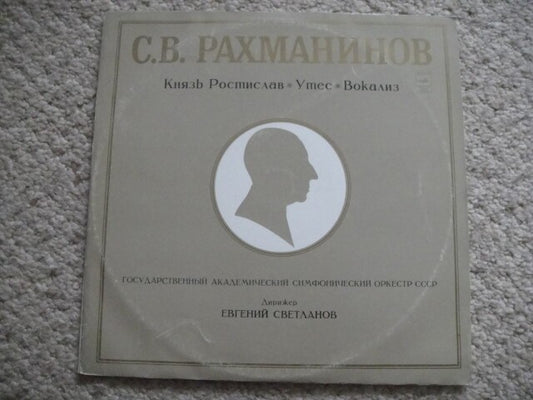 С.В. РАХМАНИНОВ
Князь Ростислав * Утес * Вокализ
ГОСУДАРСТВЕННЫЙ АКАДЕМИЧЕСКИЙ СИМФОНИЧЕСКИЙ ОРКЕСТР СССР
Дирижер
ЕВГЕНИЙ СВЕТЛАНОВ